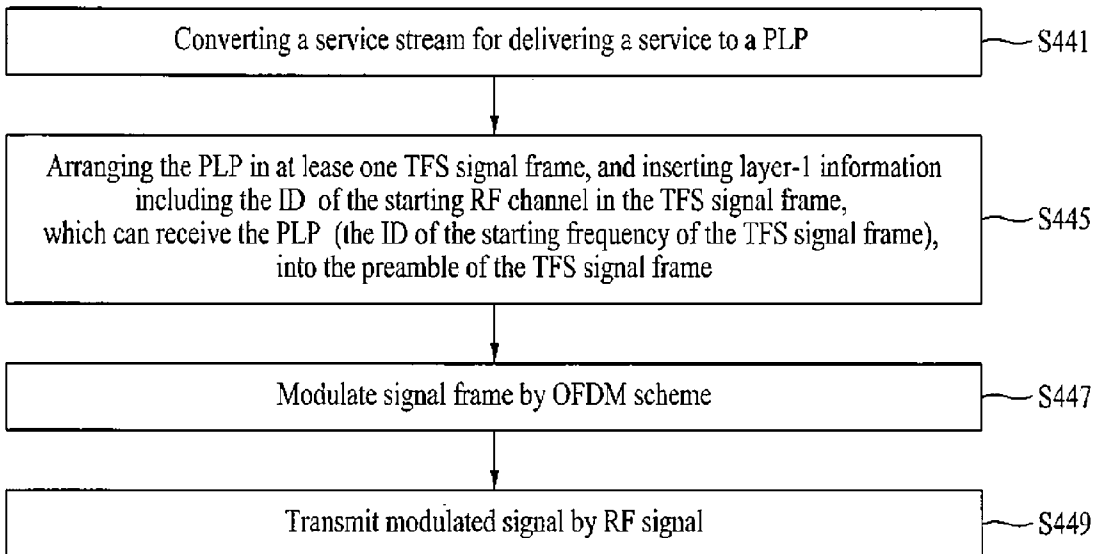 Converting a service stream for delivering a service to a PLP
S441
Arranging the PLP in at lease one TFS signal frame, and inserting layer-1 information
including the ID of the starting RF channel in the TFS signal frame,
which can receive the PLP (the ID of the starting frequency of the TFS signal frame),
into the preamble of the TFS signal frame
S445
Modulate signal frame by OFDM scheme
S447
Transmit modulated signal by RF signal
S449